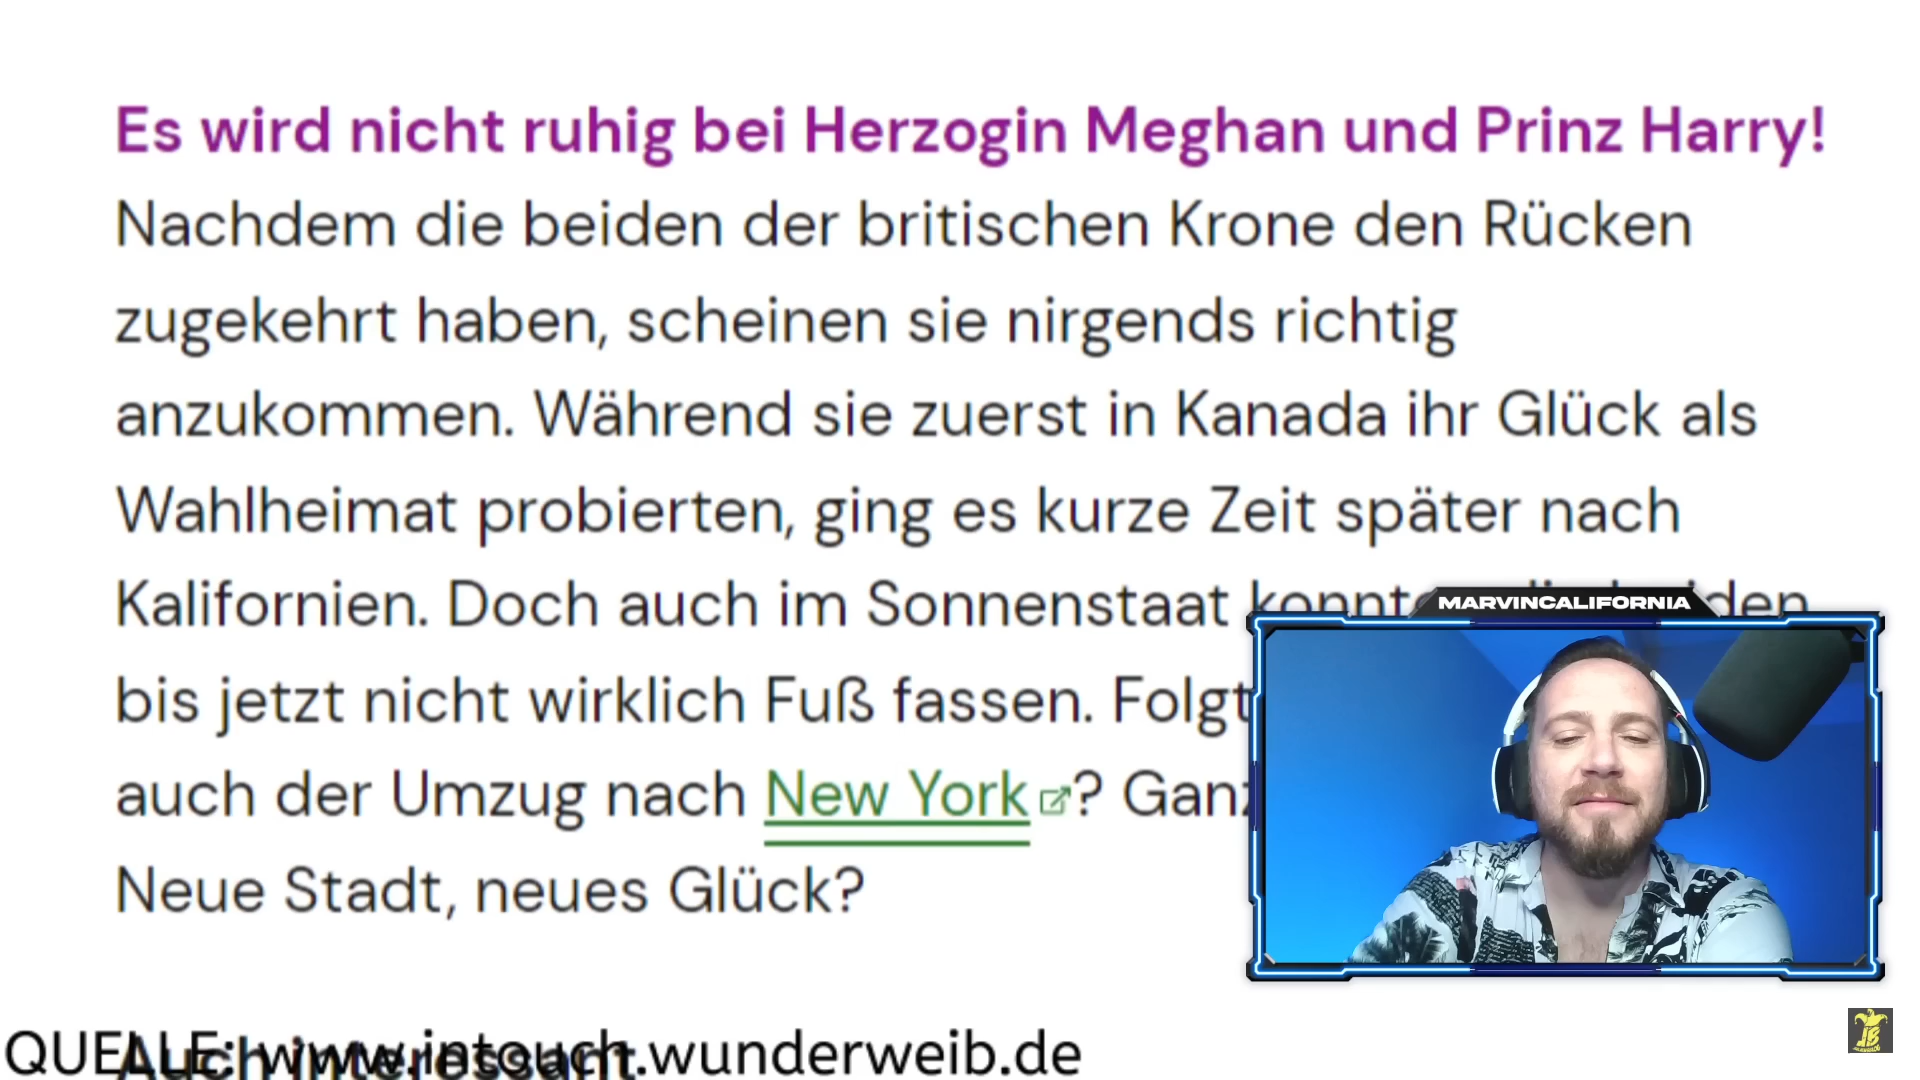 Es wird nicht ruhig bei Herzogin Meghan und Prinz Harry!
Nachdem die beiden der britischen Krone den Rücken
zugekehrt haben, scheinen sie nirgends richtig
anzukommen. Während sie zuerst in Kanada ihr Glück als
Wahlheimat probierten, ging es kurze Zeit später nach
Kalifornien. Doch auch im Sonnenstaat
bis jetzt nicht wirklich Fuß fassen.
auch der Umzug nach New York?
Neue Stadt, neues Glück?
MARVINCALIFORNIA
Auch interessant
QUELLE: www.intouch.wunderweib.de